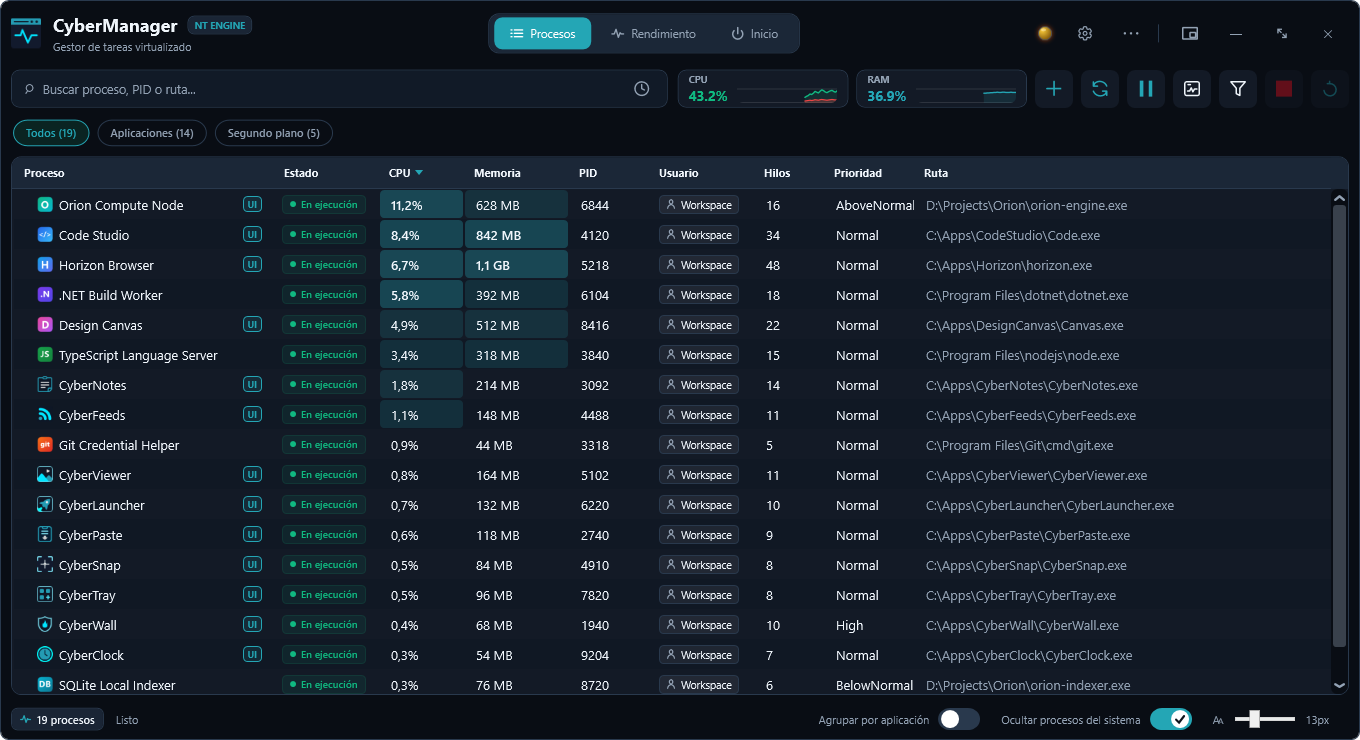 CyberManager NT ENGINE
Gestor de tareas virtualizado
Procesos Rendimiento Inicio
Buscar proceso, PID o ruta...
CPU
43.2%
RAM
36.9%
Todos (19) Aplicaciones (14) Segundo plano (5)
Proceso Estado CPU Memoria PID Usuario Hilos Prioridad Ruta
O Orion Compute Node UI En ejecución 11,2% 628 MB 6844 Workspace 16 AboveNormal D:\Projects\Orion\orion-engine.exe
</> Code Studio UI En ejecución 8,4% 842 MB 4120 Workspace 34 Normal C:\Apps\CodeStudio\Code.exe
H Horizon Browser UI En ejecución 6,7% 1,1 GB 5218 Workspace 48 Normal C:\Apps\Horizon\horizon.exe
.N .NET Build Worker En ejecución 5,8% 392 MB 6104 Workspace 18 Normal C:\Program Files\dotnet\dotnet.exe
D Design Canvas UI En ejecución 4,9% 512 MB 8416 Workspace 22 Normal C:\Apps\DesignCanvas\Canvas.exe
JS TypeScript Language Server En ejecución 3,4% 318 MB 3840 Workspace 15 Normal C:\Program Files\nodejs\node.exe
CyberNotes UI En ejecución 1,8% 214 MB 3092 Workspace 14 Normal C:\Apps\CyberNotes\CyberNotes.exe
CyberFeeds UI En ejecución 1,1% 148 MB 4488 Workspace 11 Normal C:\Apps\CyberFeeds\CyberFeeds.exe
git Git Credential Helper En ejecución 0,9% 44 MB 3318 Workspace 5 Normal C:\Program Files\Git\cmd\git.exe
CyberViewer UI En ejecución 0,8% 164 MB 5102 Workspace 11 Normal C:\Apps\CyberViewer\CyberViewer.exe
CyberLauncher UI En ejecución 0,7% 132 MB 6220 Workspace 10 Normal C:\Apps\CyberLauncher\CyberLauncher.exe
CyberPaste UI En ejecución 0,6% 118 MB 2740 Workspace 9 Normal C:\Apps\CyberPaste\CyberPaste.exe
CyberSnap UI En ejecución 0,5% 84 MB 4910 Workspace 8 Normal C:\Apps\CyberSnap\CyberSnap.exe
CyberTray UI En ejecución 0,5% 96 MB 7820 Workspace 8 Normal C:\Apps\CyberTray\CyberTray.exe
CyberWall UI En ejecución 0,4% 68 MB 1940 Workspace 10 High C:\Apps\CyberWall\CyberWall.exe
CyberClock UI En ejecución 0,3% 54 MB 9204 Workspace 7 Normal C:\Apps\CyberClock\CyberClock.exe
DB SQLite Local Indexer En ejecución 0,3% 76 MB 8720 Workspace 6 BelowNormal D:\Projects\Orion\orion-indexer.exe
19 procesos Listo Agrupar por aplicación Ocultar procesos del sistema AA 13px